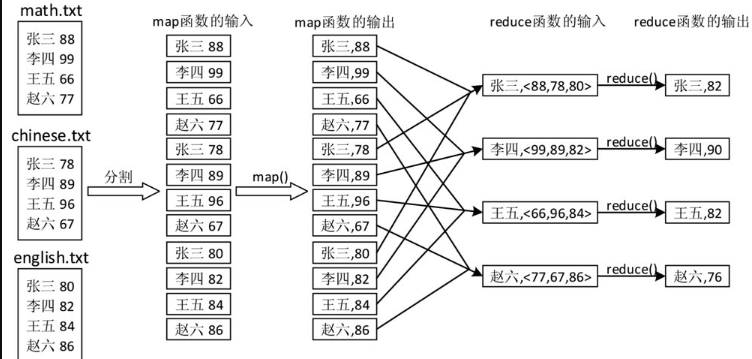 math.txt
张三 88
李四 99
王五 66
赵六 77
chinese.txt
张三 78
李四 89
王五 96
赵六 67
english.txt
张三 80
李四 82
王五 84
赵六 86
分割
map函数的输入
张三 88
李四 99
王五 66
赵六 77
张三 78
李四 89
王五 96
赵六 67
张三 80
李四 82
王五 84
赵六 86
map()
map函数的输出
张三,88
李四,99
王五,66
赵六,77
张三,78
李四,89
王五,96
赵六,67
张三,80
李四,82
王五,84
赵六,86
reduce函数的输入
张三,<88,78,80>
李四,<99,89,82>
王五,<66,96,84>
赵六,<77,67,86>
reduce()
reduce()
reduce()
reduce()
reduce函数的输出
张三,82
李四,90
王五,82
赵六,76